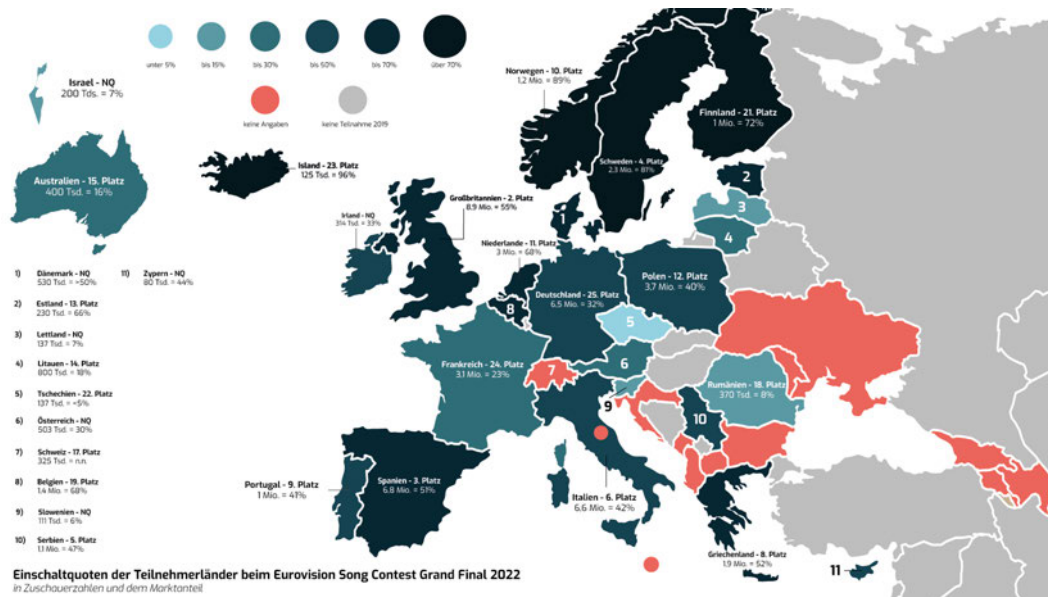 unter 5%
bis 15%
bis 30%
bis 50%
bis 70%
über 70%
keine Angaben
keine Teilnahme 2019
Israel - NQ
200 Tds. = 7%
Australien - 15. Platz
400 Tsd. = 16%
Island - 23. Platz
125 Tsd. = 96%
Norwegen - 10. Platz
1,2 Mio. = 89%
Finnland - 21. Platz
1 Mio. = 72%
Schweden - 4. Platz
2.3 Mio. = 81%
Großbritannien - 2. Platz
8.9 Mio. = 55%
Irland - NQ
314 Tsd. = 33%
Niederlande - 11. Platz
3 Mio. = 68%
Deutschland - 25. Platz
6.5 Mio. = 32%
Polen - 12. Platz
3,7 Mio. = 40%
Frankreich - 24. Platz
3.1 Mio. = 23%
Rumänien - 18. Platz
370 Tsd. = 8%
Portugal - 9. Platz
1 Mio. = 41%
Spanien - 3. Platz
6.8 Mio. = 51%
Italien - 6. Platz
6.6 Mio. = 42%
Griechenland - 8. Platz
1.9 Mio. = 52%
1
2
3
4
5
6
7
8
9
10
11
1) Dänemark - NQ
530 Tsd. = >50%
2) Estland - 13. Platz
230 Tsd. = 66%
3) Lettland - NQ
137 Tsd. = 7%
4) Litauen - 14. Platz
800 Tsd. = 18%
5) Tschechien - 22. Platz
137 Tsd. = <5%
6) Österreich - NQ
503 Tsd. = 30%
7) Schweiz - 17. Platz
325 Tsd. = n.n.
8) Belgien - 19. Platz
1.4 Mio. = 68%
9) Slowenien - NQ
111 Tsd. = 6%
10) Serbien - 5. Platz
1.1 Mio. = 47%
11) Zypern - NQ
80 Tsd. = 44%
Einschaltquoten der Teilnehmerländer beim Eurovision Song Contest Grand Final 2022
in Zuschauerzahlen und dem Marktanteil